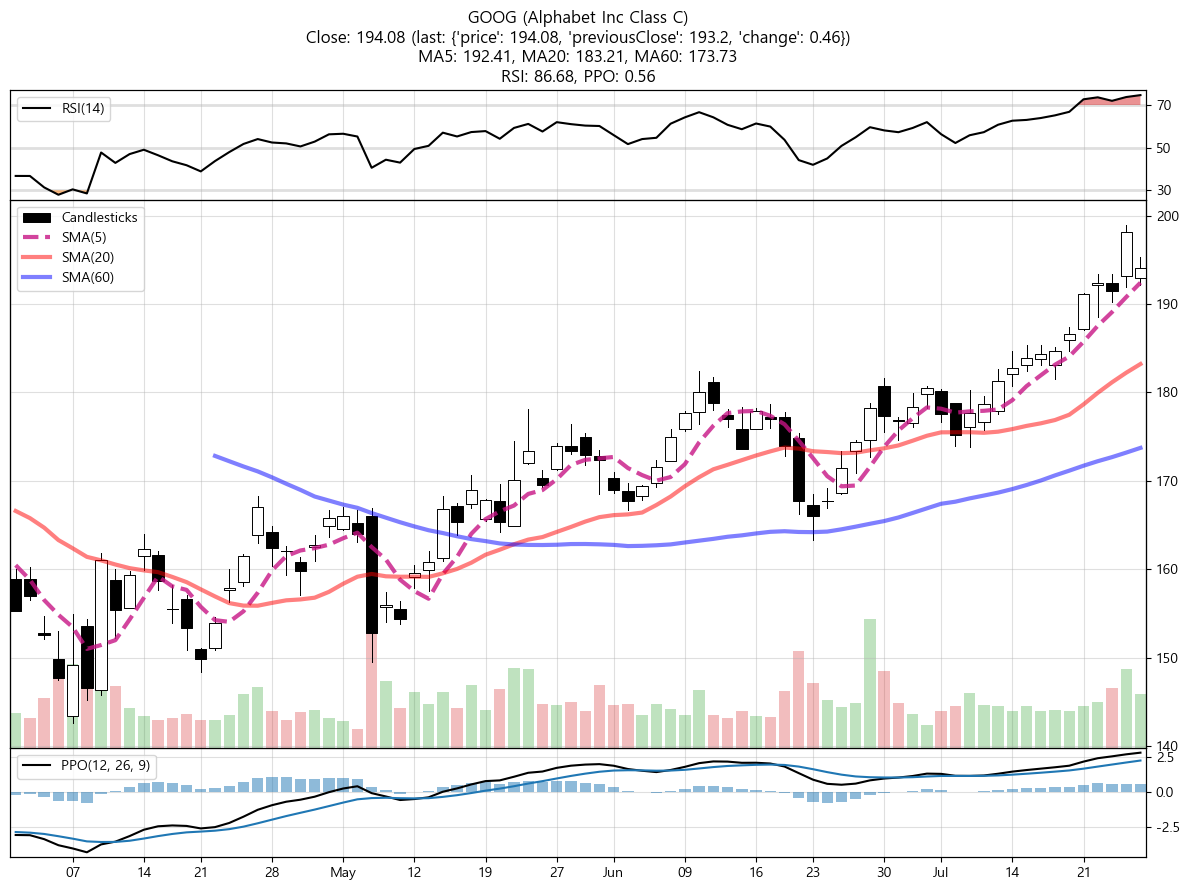 GOOG (Alphabet Inc Class C)
Close: 194.08 (last: {'price': 194.08, 'previousClose': 193.2, 'change': 0.46})
MA5: 192.41, MA20: 183.21, MA60: 173.73
RSI: 86.68, PPO: 0.56
RSI(14)
70
50
30
Candlesticks
SMA(5)
SMA(20)
SMA(60)
200
190
180
170
160
150
140
PPO(12, 26, 9)
2.5
0.0
-2.5
07 14 21 28 May 12 19 27 Jun 09 16 23 30 Jul 14 21